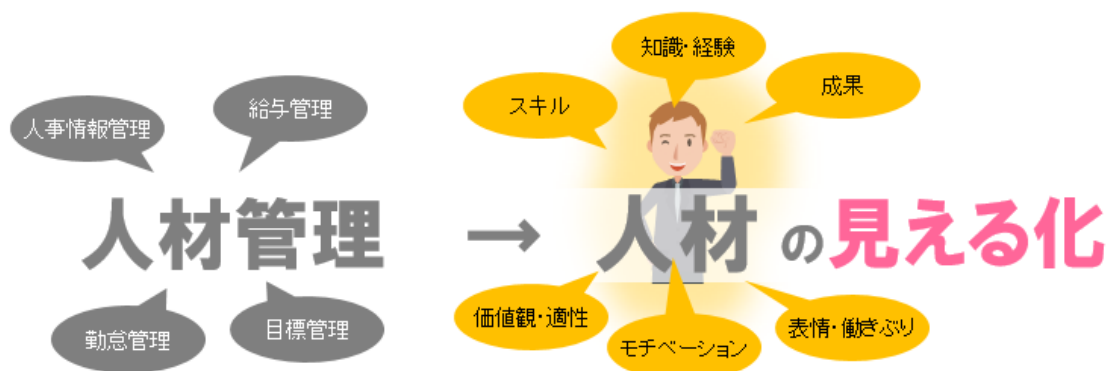 人事情報管理
給与管理
人材管理
勤怠管理
目標管理
→
知識・経験
スキル
成果
人材の見える化
価値観・適性
モチベーション
表情・働きぶり